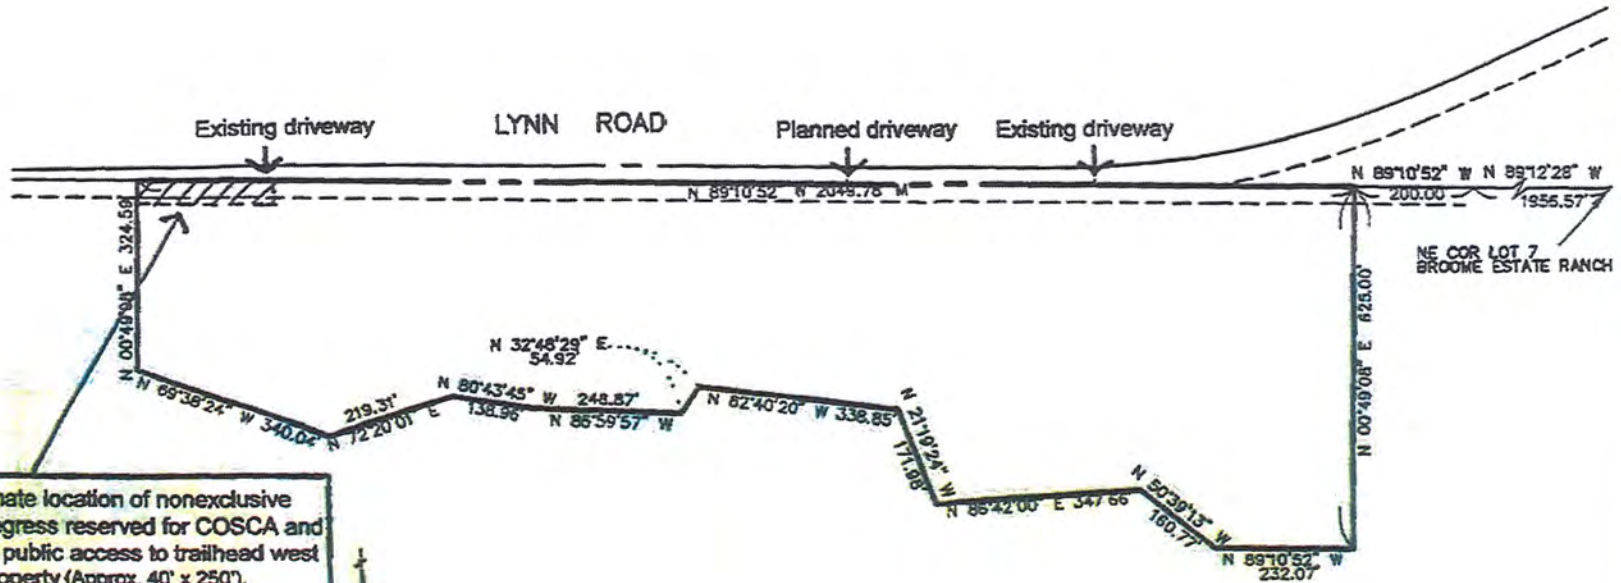 Existing driveway
LYNN ROAD
Planned driveway
Existing driveway
N 89°10'52" W
N 89°12'28" W
N 89°10'52 W 2049.78 M
200.00
1956.57'
NE COR LOT 7
BROOME ESTATE RANCH
N 00°49'08" E 324.59
N 00°49'08" E 625.00'
N 32°48'29" E
54.92'
N 69°38'24" W 340.04'
219.31'
N 72°20'01 E
N 80°43'45" W
138.96
248.87'
N 86°59'57" W
N 82°40'20" W 338.85'
N 21°19'24" W
171.98'
N 86°42'00" E 347.66
N 50°39'13" W
160.77'
N 89°10'52" W
232.07'
nate location of nonexclusive
egress reserved for COSCA and
public access to trailhead west
operty (Approx. 40' x 250').